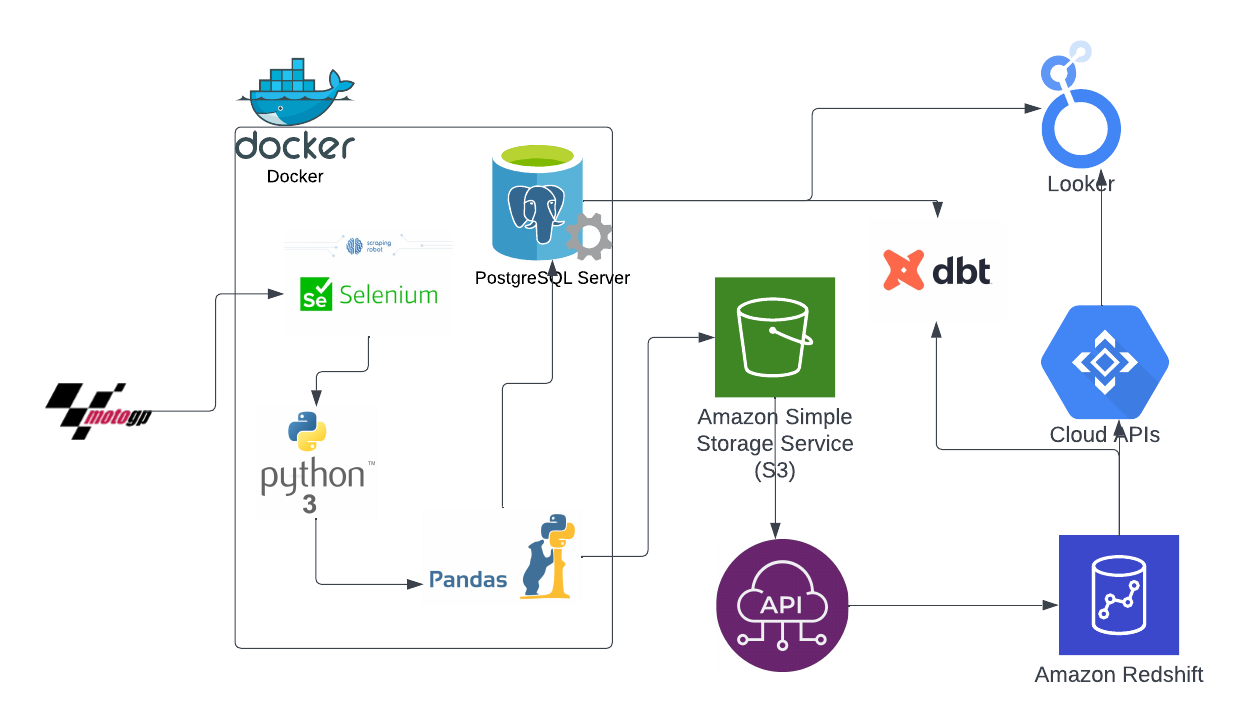 docker
Docker
scraping
robot
Se
Selenium
PostgreSQL Server
Looker
dbt
motogp
python™
3
Pandas
Amazon Simple
Storage Service
(S3)
Cloud APIs
API
Amazon Redshift